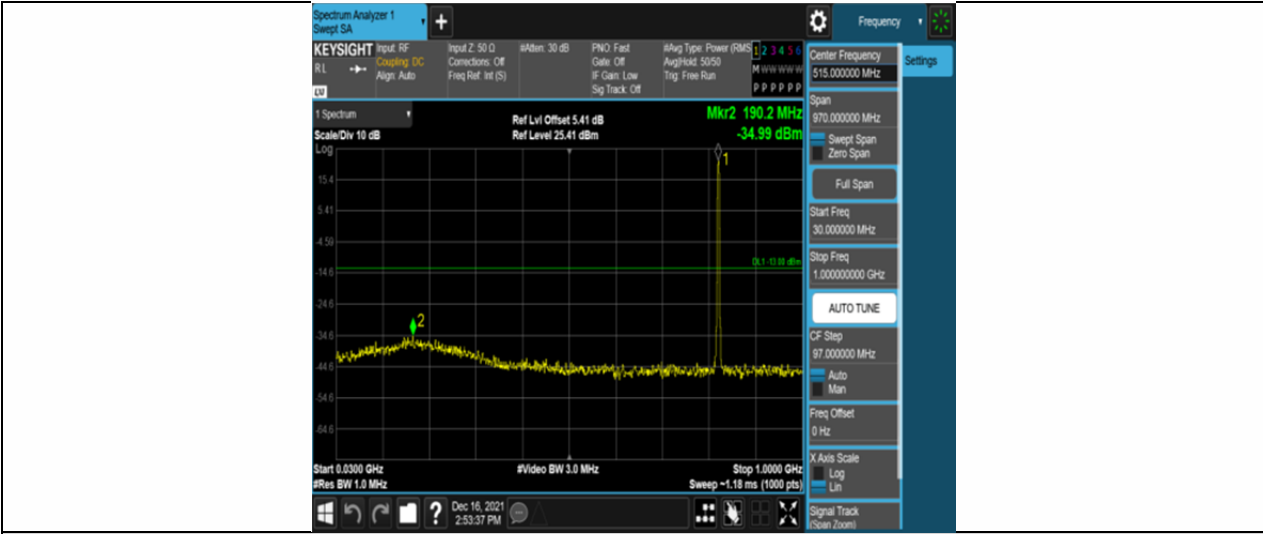 Spectrum Analyzer 1
Swept SA
Frequency
KEYSIGHT
Input: RF
Coupling: DC
Align: Auto
Input Z: 50 Ω
Corrections: Off
Freq Ref: Int (S)
#Atten: 30 dB
PNO: Fast
Gate: Off
IF Gain: Low
Sig Track: Off
#Avg Type: Power (RMS
Avg|Hold: 50/50
Trig: Free Run
1 2 3 4 5 6
M W W W W W
P P P P P P
R L
LV
Center Frequency
515.000000 MHz
Settings
Span
970.000000 MHz
Swept Span
Zero Span
Full Span
Start Freq
30.000000 MHz
Stop Freq
1.000000000 GHz
AUTO TUNE
CF Step
97.000000 MHz
Auto
Man
Freq Offset
0 Hz
X Axis Scale
Log
Lin
Signal Track
(Span Zoom)
1 Spectrum
Scale/Div 10 dB
Ref Lvl Offset 5.41 dB
Ref Level 25.41 dBm
Mkr2 190.2 MHz
-34.99 dBm
Log
15.4
5.41
-4.59
-14.6
-24.6
-34.6
-44.6
-54.6
-64.6
1
DL1 -13.00 dBm
2
Start 0.0300 GHz
#Res BW 1.0 MHz
#Video BW 3.0 MHz
Stop 1.0000 GHz
Sweep ~1.18 ms (1000 pts)
?
Dec 16, 2021
2:53:37 PM